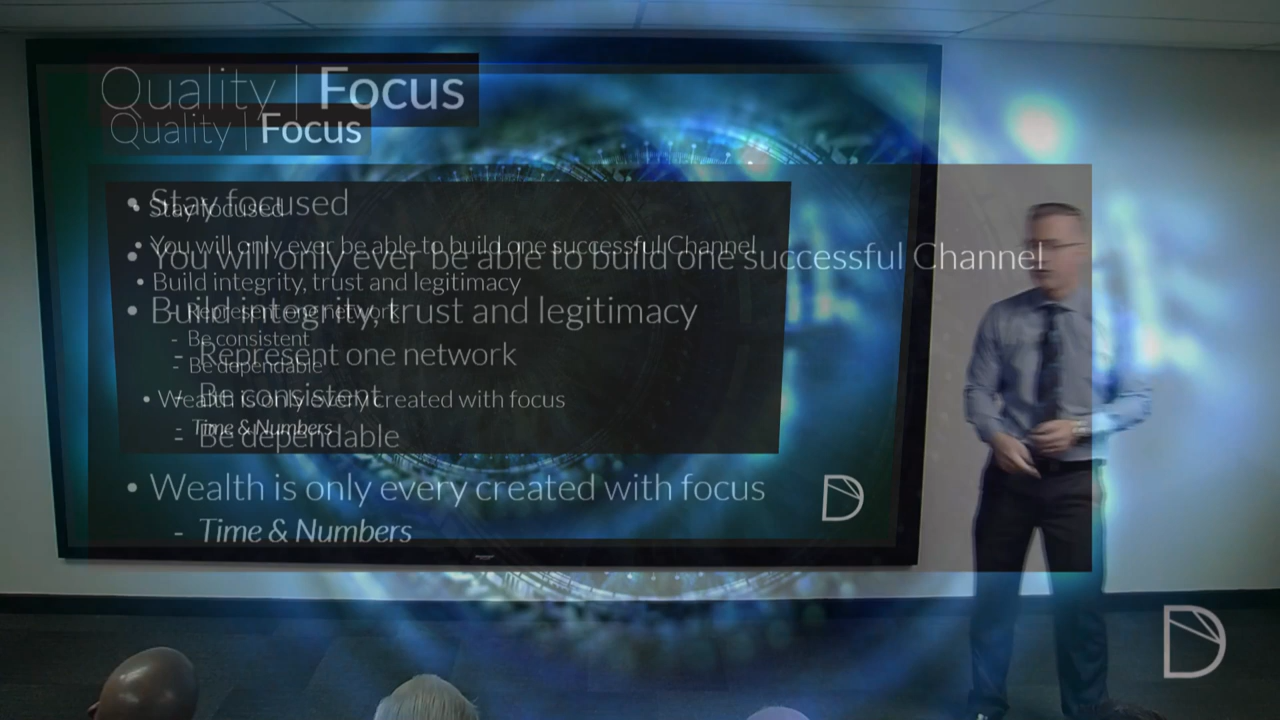 Quality | Focus
• Stay focused
• You will only ever be able to build one successful Channel
• Build integrity, trust and legitimacy
- Represent one network
- Be consistent
- Be dependable
• Wealth is only every created with focus
- Time & Numbers
Quality | Focus
• Stay focused
• You will only ever be able to build one successful Channel
• Build integrity, trust and legitimacy
- Represent one network
- Be consistent
- Be dependable
• Wealth is only every created with focus
- Time & Numbers